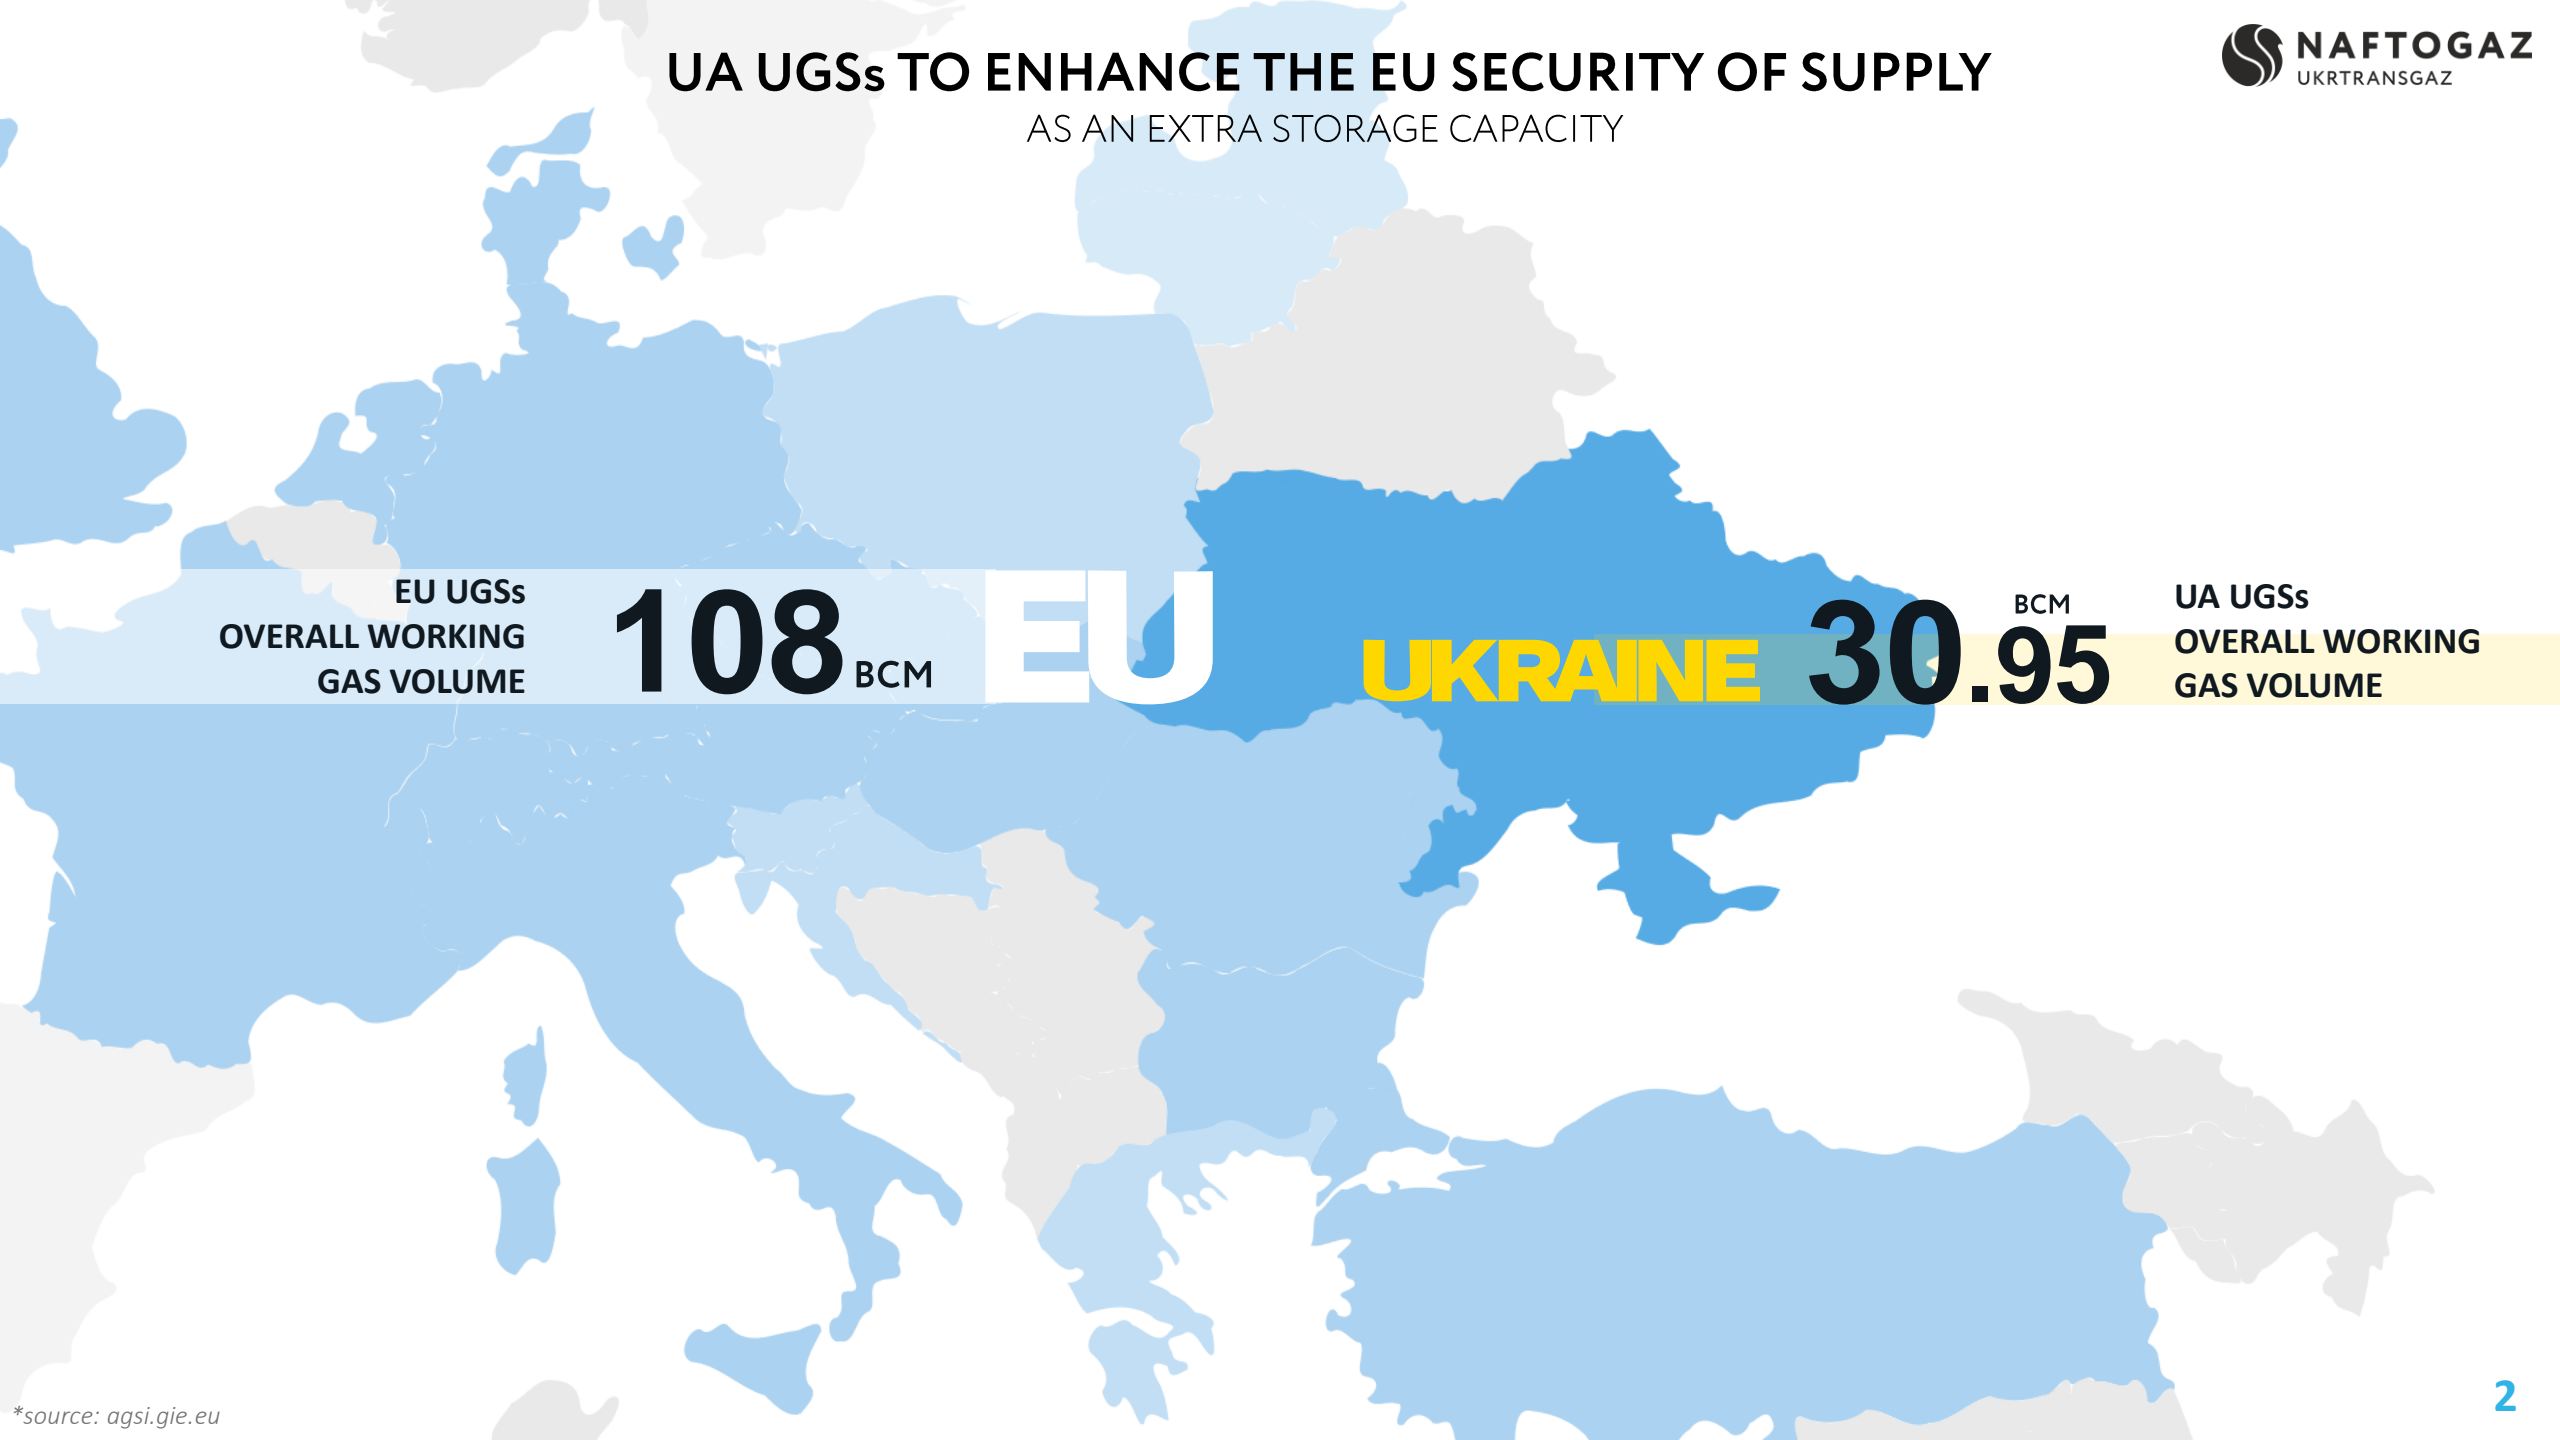 UA UGSs TO ENHANCE THE EU SECURITY OF SUPPLY
AS AN EXTRA STORAGE CAPACITY
NAFTOGAZ
UKRTRANSGAZ
EU UGSs
OVERALL WORKING
GAS VOLUME
108 BCM
EU
UKRAINE
30.95 BCM
UA UGSs
OVERALL WORKING
GAS VOLUME
*source: agsi.gie.eu
2